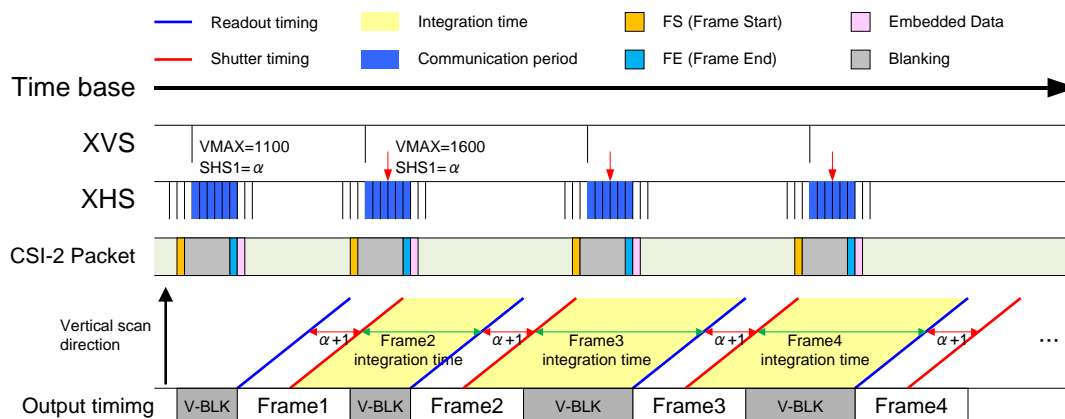 Readout timing
Integration time
FS (Frame Start)
Embedded Data
Shutter timing
Communication period
FE (Frame End)
Blanking
Time base
XVS
VMAX=1100
SHS1=α
VMAX=1600
SHS1=α
XHS
CSI-2 Packet
Vertical scan
direction
α+1
Frame2
integration time
α+1
Frame3
integration time
α+1
Frame4
integration time
α+1
...
Output timimg
V-BLK
Frame1
V-BLK
Frame2
V-BLK
Frame3
V-BLK
Frame4